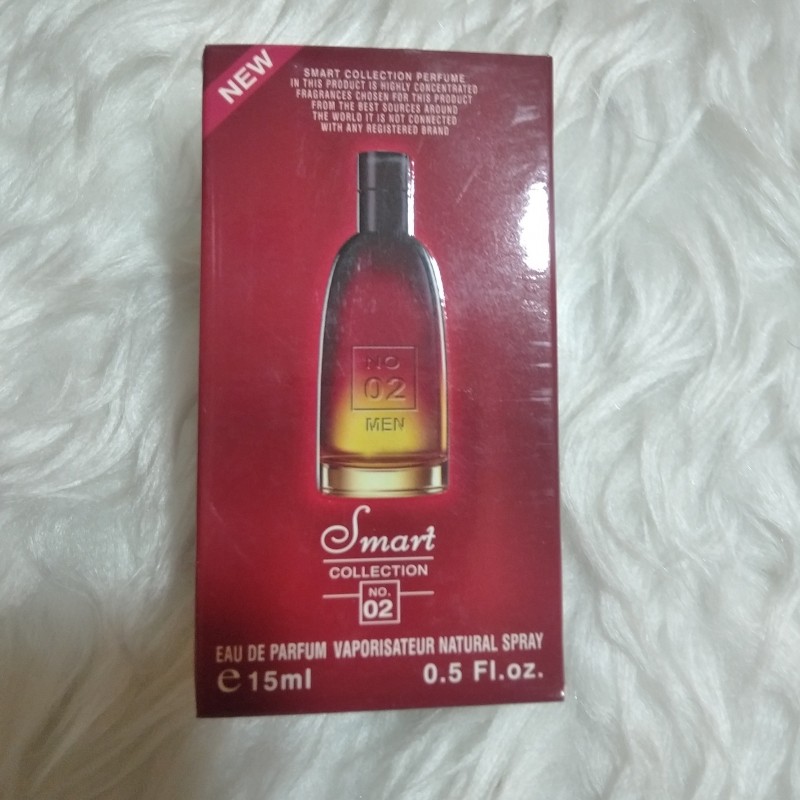 NEW
SMART COLLECTION PERFUME
IN THIS PRODUCT IS HIGHLY CONCENTRATED
FRAGRANCES CHOSEN FOR THIS PRODUCT
FROM THE BEST SOURCES AROUND
THE WORLD IT IS NOT CONNECTED
WITH ANY REGISTERED BRAND
NO
02
MEN
Smart
COLLECTION
NO.
02
EAU DE PARFUM VAPORISATEUR NATURAL SPRAY
e 15ml 0.5 Fl.oz.